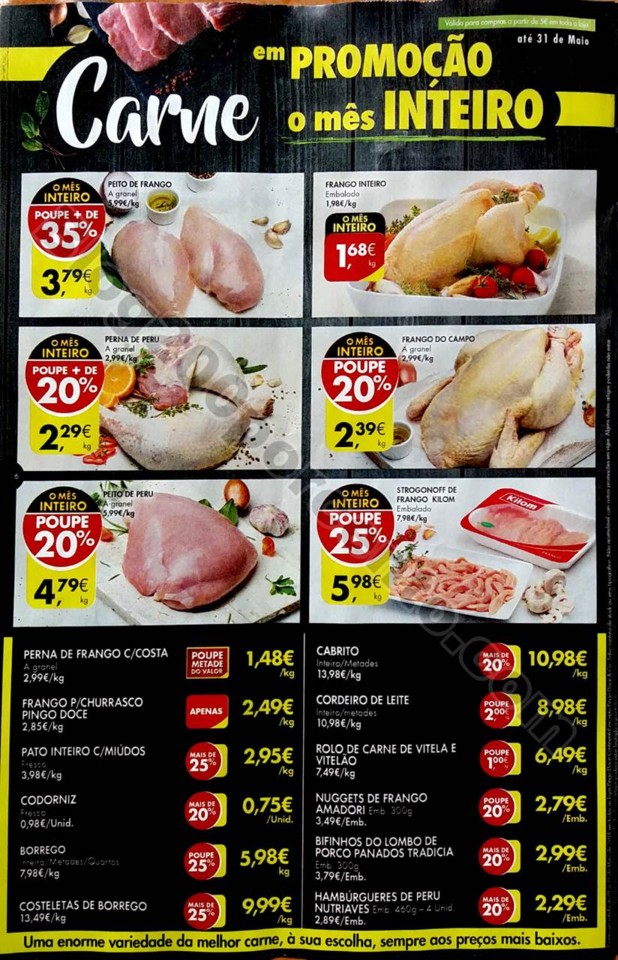 Válido para compras a partir de 5€ em toda a loja
até 31 de Maio
Carne
em PROMOÇÃO
o mês INTEIRO
O MÊS
INTEIRO
POUPE + DE
35%
3,79€
kg
PEITO DE FRANGO
A granel
5,99€/kg
FRANGO INTEIRO
Embalado
1,98€/kg
O MÊS
INTEIRO
1,68€
kg
O MÊS
INTEIRO
POUPE + DE
20%
2,29€
kg
PERNA DE PERU
A granel
2,99€/kg
O MÊS
INTEIRO
POUPE
20%
2,39€
kg
FRANGO DO CAMPO
A granel
2,99€/kg
O MÊS
INTEIRO
POUPE
20%
4,79€
kg
PEITO DE PERU
A granel
5,99€/kg
O MÊS
INTEIRO
POUPE
25%
5,98€
kg
STROGONOFF DE
FRANGO KILOM
Embalado
7,98€/kg
Kilom
PERNA DE FRANGO C/COSTA
A granel
2,99€/kg
POUPE
METADE
DO VALOR
1,48€
/kg
FRANGO P/CHURRASCO
PINGO DOCE
2,85€/kg
APENAS
2,49€
/kg
PATO INTEIRO C/MIÚDOS
Fresco
3,98€/kg
MAIS DE
25%
2,95€
/kg
CODORNIZ
Fresca
0,98€/Unid.
MAIS DE
20%
0,75€
/Unid.
BORREGO
Inteiro/Metades/Quartos
7,98€/kg
POUPE
25%
5,98€
/kg
COSTELETAS DE BORREGO
13,49€/kg
MAIS DE
25%
9,99€
/kg
CABRITO
Inteiro/Metades
13,98€/kg
MAIS DE
20%
10,98€
/kg
CORDEIRO DE LEITE
Inteiro/metades
10,98€/kg
POUPE
2,00€
8,98€
/kg
ROLO DE CARNE DE VITELA E
VITELÃO
7,49€/kg
POUPE
1,00€
6,49€
/kg
NUGGETS DE FRANGO
AMADORI Emb. 300g
3,49€/Emb.
POUPE
20%
2,79€
/Emb.
BIFINHOS DO LOMBO DE
PORCO PANADOS TRADICIA
Emb. 300g
3,79€/Emb.
MAIS DE
20%
2,99€
/Emb.
HAMBÚRGUERES DE PERU
NUTRIAVES Emb. 460g - 4 Unid.
2,89€/Emb.
MAIS DE
20%
2,29€
/Emb.
Uma enorme variedade da melhor carne, à sua escolha, sempre aos preços mais baixos.